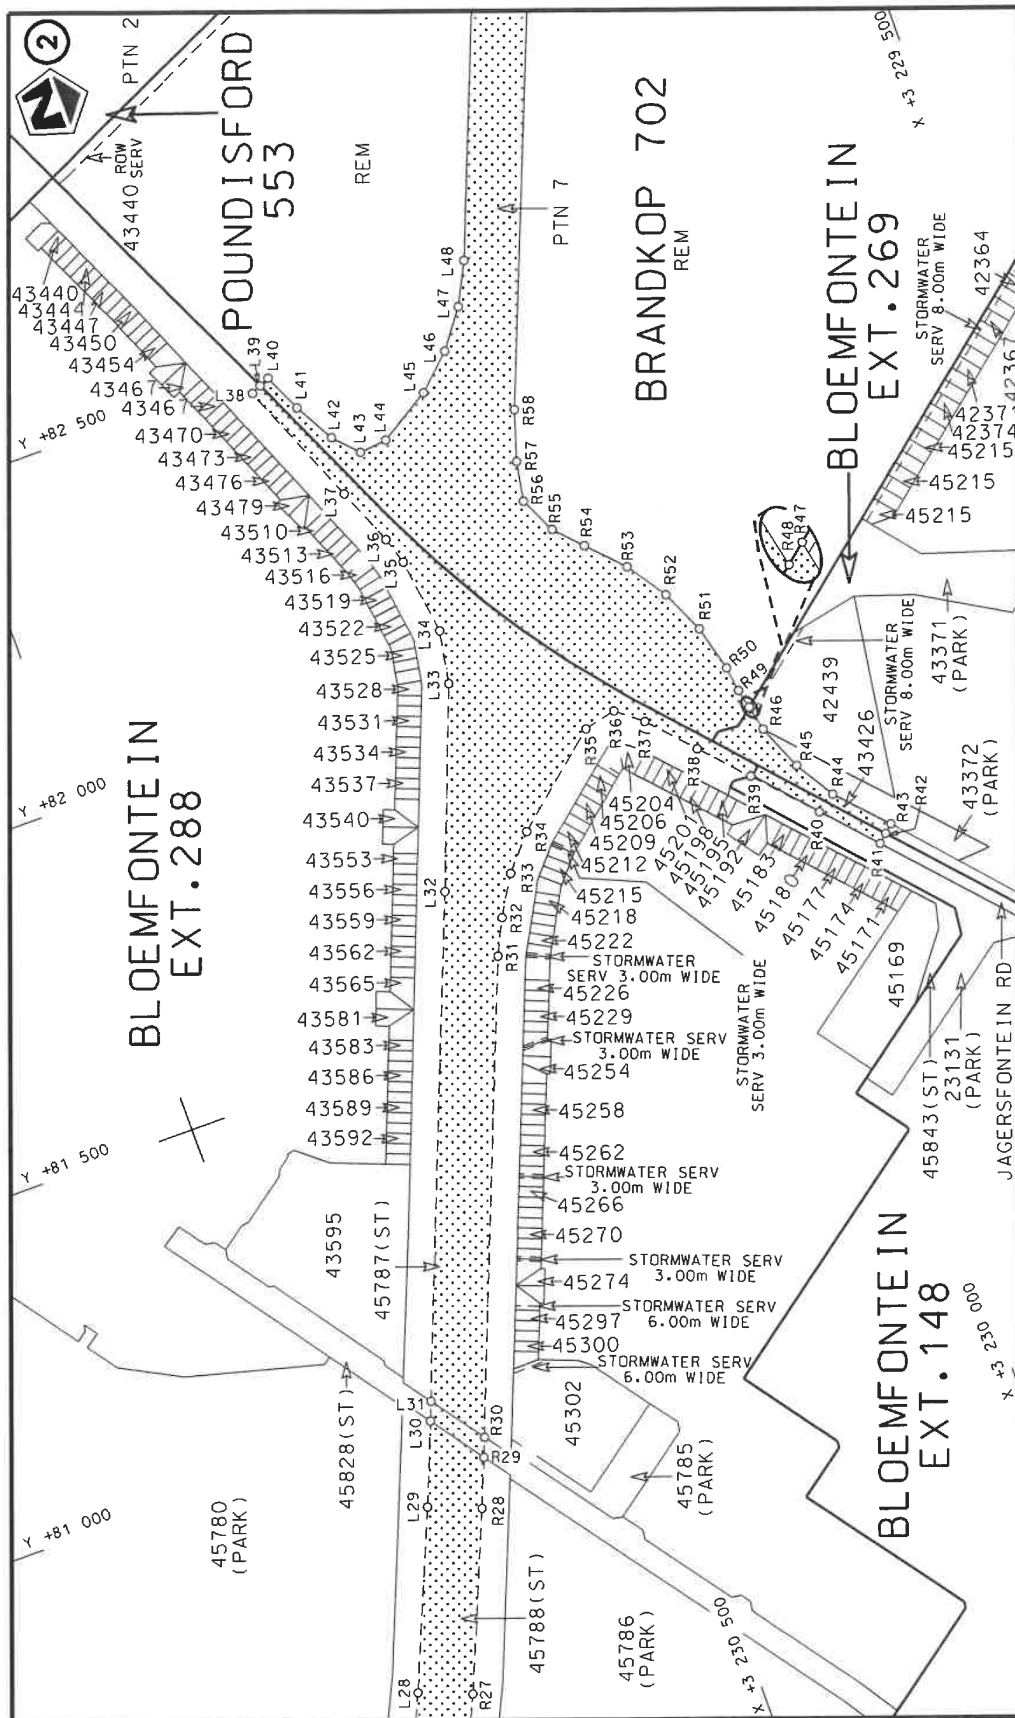 2
PTN 2
ROW
SERV
43440
POUNDISFORD
553
REM
PTN 7
BRANDKOP 702
REM
BLOEMFONTEIN
EXT.269
STORMWATER
SERV 8.00m WIDE
X +3 229 500
42364
42367
42371
42374
45215
45215
45215
43440
43444
43447
43450
43454
43467
43467
43470
43473
43476
43479
43510
43513
43516
43519
43522
43525
43528
43531
43534
43537
43540
43553
43556
43559
43562
43565
43581
43583
43586
43589
43592
Y +82 500
Y +82 000
Y +81 500
Y +81 000
L38
L39
L40
L41
L42
L43
L44
L45
L46
L47
L48
L37
L36
L35
L34
L33
L32
L31
L30
L29
L28
R58
R57
R56
R55
R54
R53
R52
R51
R50
R49
R48
R47
R46
R45
R44
R43
R42
R41
R40
R39
R38
R37
R36
R35
R34
R33
R32
R31
R30
R29
R28
R27
BLOEMFONTEIN
EXT.288
42439
STORMWATER
SERV 8.00m WIDE
43426
43371
(PARK)
43372
(PARK)
45204
45206
45209
45212
45215
45218
45222
STORMWATER
SERV 3.00m WIDE
45226
45229
STORMWATER SERV
3.00m WIDE
45254
45258
45262
STORMWATER SERV
3.00m WIDE
45266
45270
STORMWATER SERV
3.00m WIDE
45274
STORMWATER SERV
6.00m WIDE
45297
45300
STORMWATER SERV
6.00m WIDE
45302
45201
45198
45195
45192
45183
45180
45177
45174
45171
45169
STORMWATER
SERV 3.00m WIDE
45843(ST)
23131
(PARK)
JAGERSFONTEIN RD
43595
45787(ST)
45828(ST)
45780
(PARK)
45788(ST)
45786
(PARK)
45785
(PARK)
BLOEMFONTEIN
EXT.148
X +3 230 000
X +3 230 500